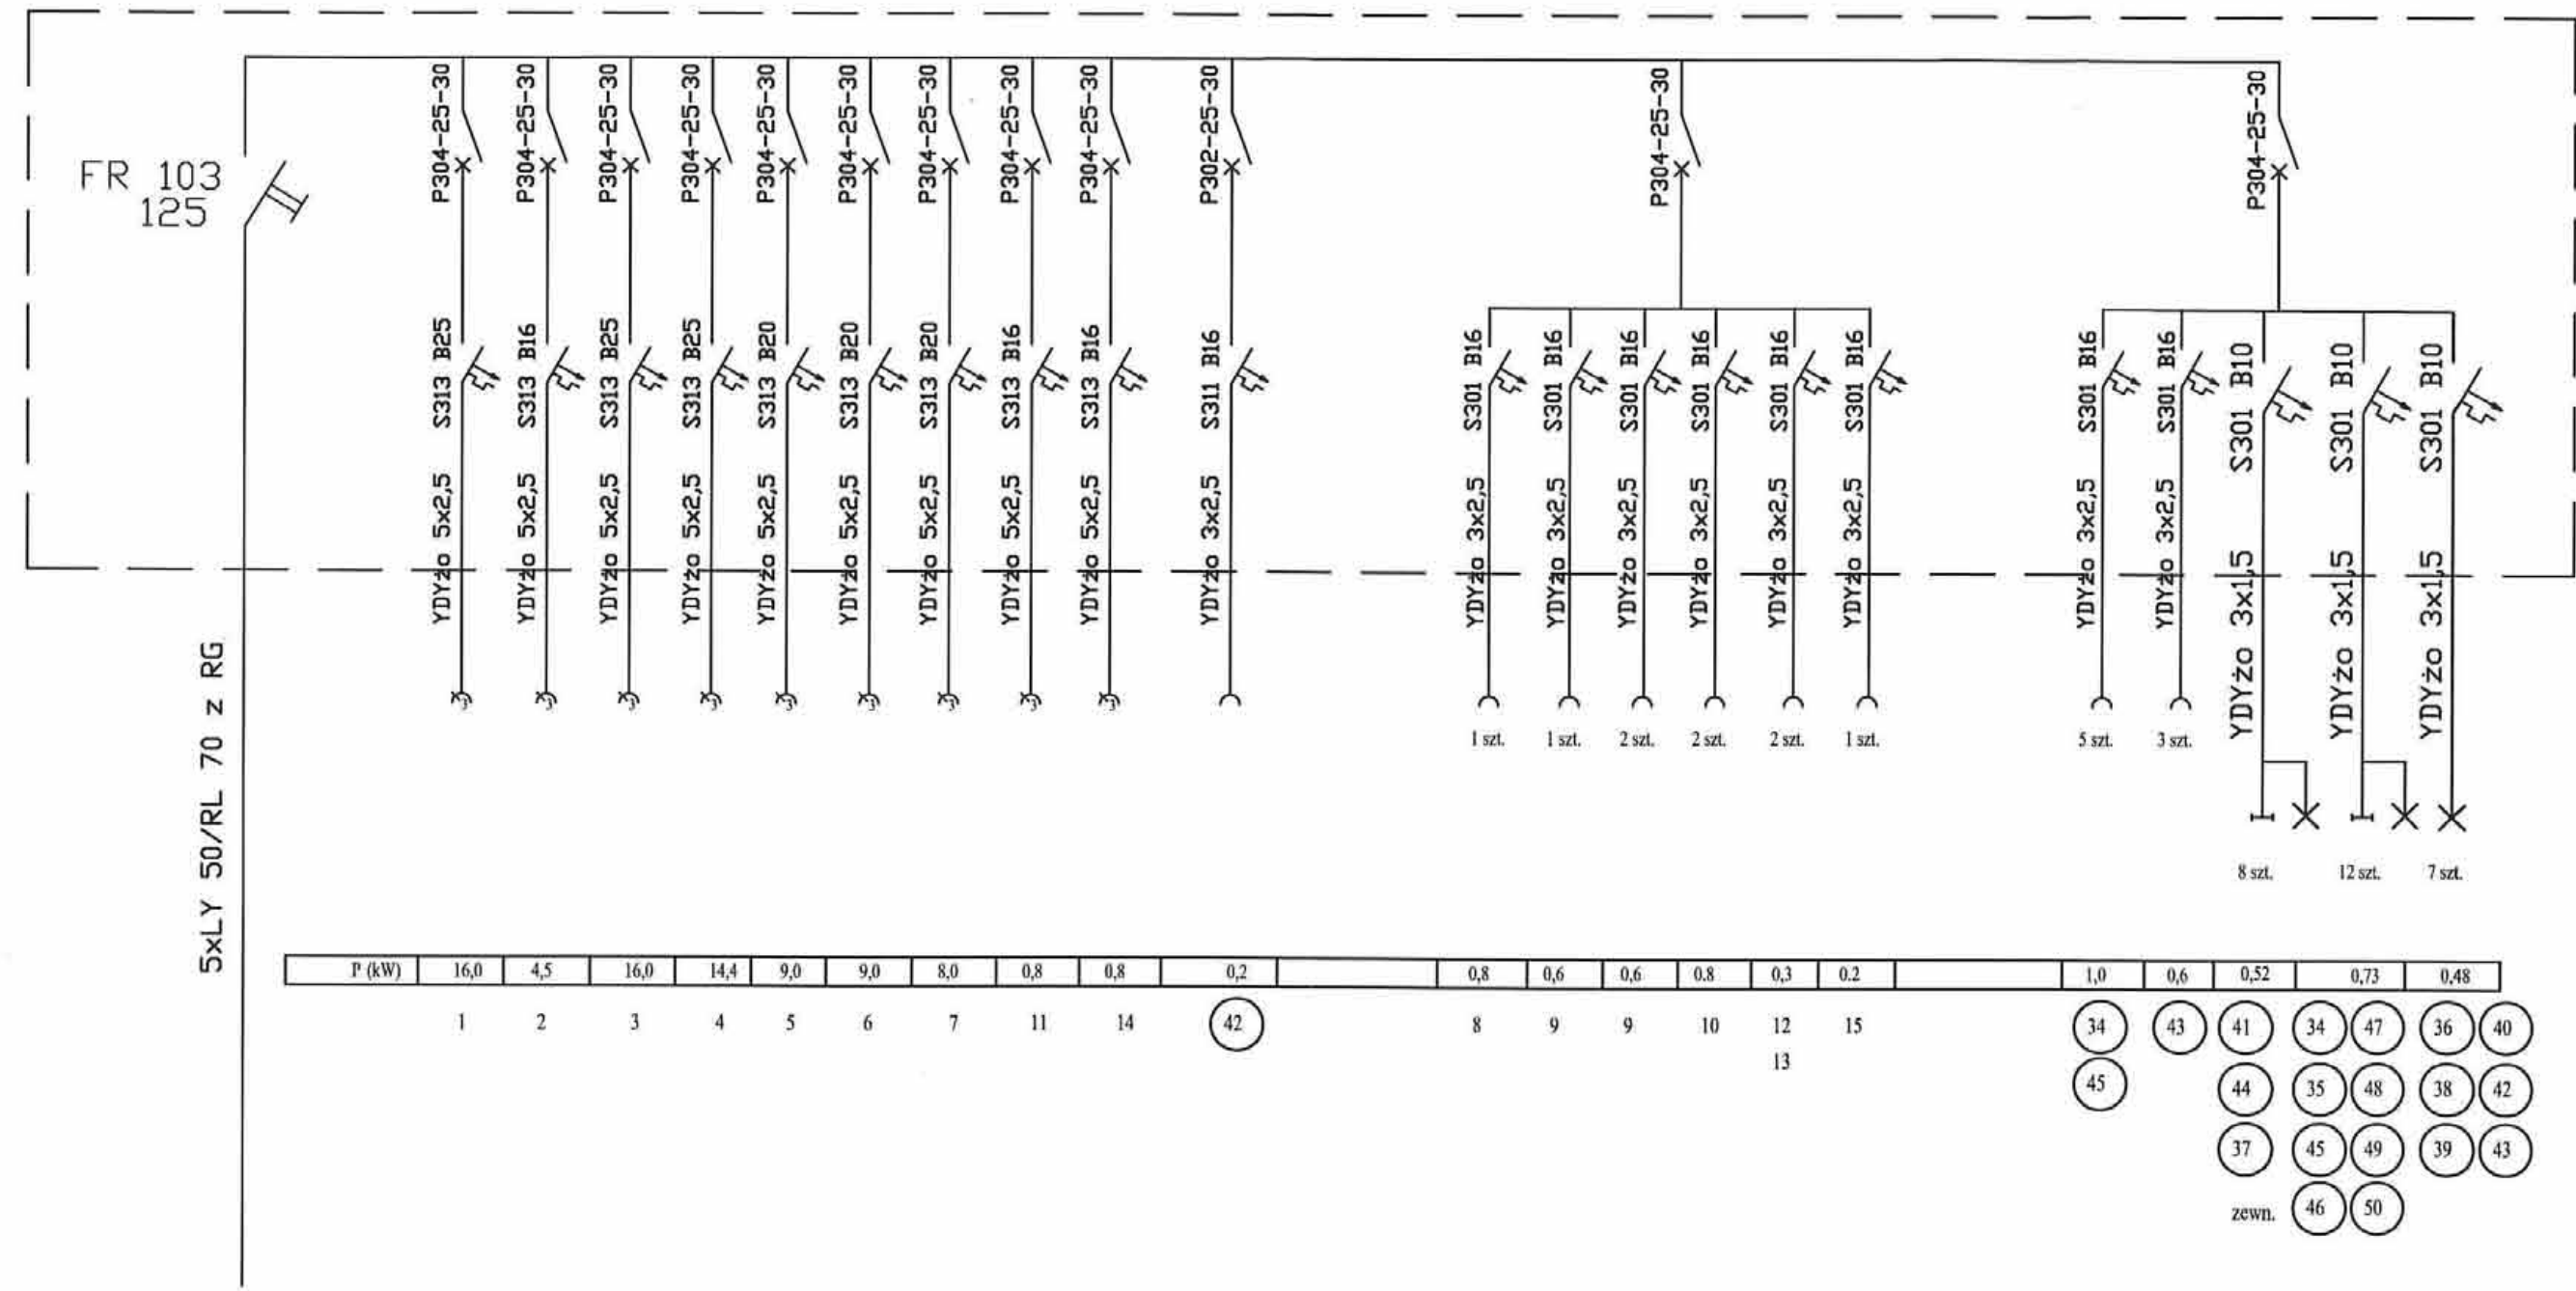 FR 103
125
5xLY 50/RL 70 z RG
P304-25-30
P304-25-30
P304-25-30
P304-25-30
P304-25-30
P304-25-30
P304-25-30
P304-25-30
P304-25-30
P302-25-30
P304-25-30
P304-25-30
S313 B25
S313 B16
S313 B25
S313 B25
S313 B20
S313 B20
S313 B20
S313 B16
S313 B16
S311 B16
S301 B16
S301 B16
S301 B16
S301 B16
S301 B16
S301 B16
S301 B16
S301 B16
S301 B10
S301 B10
S301 B10
YDYżo 5x2,5
YDYżo 5x2,5
YDYżo 5x2,5
YDYżo 5x2,5
YDYżo 5x2,5
YDYżo 5x2,5
YDYżo 5x2,5
YDYżo 5x2,5
YDYżo 5x2,5
YDYżo 3x2,5
YDYżo 3x2,5
YDYżo 3x2,5
YDYżo 3x2,5
YDYżo 3x2,5
YDYżo 3x2,5
YDYżo 3x2,5
YDYżo 3x2,5
YDYżo 3x2,5
YDYżo 3x1,5
YDYżo 3x1,5
YDYżo 3x1,5
3 3 3 3 3 3 3 3 3
1 szt. 1 szt. 2 szt. 2 szt. 2 szt. 1 szt. 5 szt. 3 szt.
8 szt. 12 szt. 7 szt.
P (kW) 16,0 4,5 16,0 14,4 9,0 9,0 8,0 0,8 0,8 0,2 0,8 0,6 0,6 0.8 0,3 0.2 1,0 0,6 0,52 0,73 0,48
1 2 3 4 5 6 7 11 14 42 8 9 9 10 12 15 34 43 41 34 47 36 40
13 45 44 35 48 38 42
37 45 49 39 43
zewn. 46 50